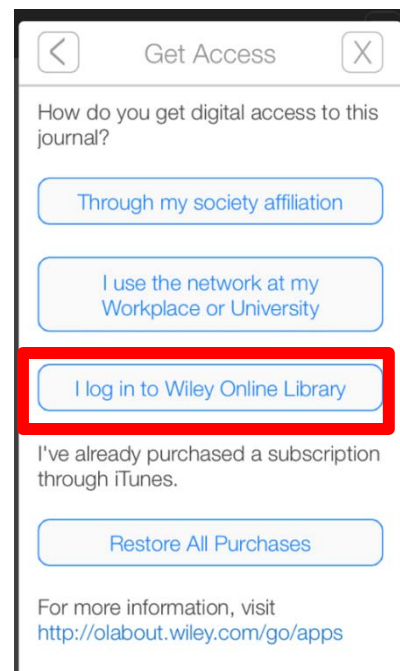 Get Access
X
How do you get digital access to this
journal?
Through my society affiliation
I use the network at my
Workplace or University
I log in to Wiley Online Library
I've already purchased a subscription
through iTunes.
Restore All Purchases
For more information, visit
http://olabout.wiley.com/go/apps